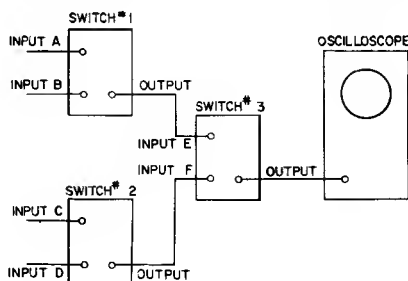 SWITCH #1
INPUT A
INPUT B
OUTPUT
OSCILLOSCOPE
SWITCH # 3
INPUT E
INPUT F
OUTPUT
SWITCH # 2
INPUT C
INPUT D
OUTPUT